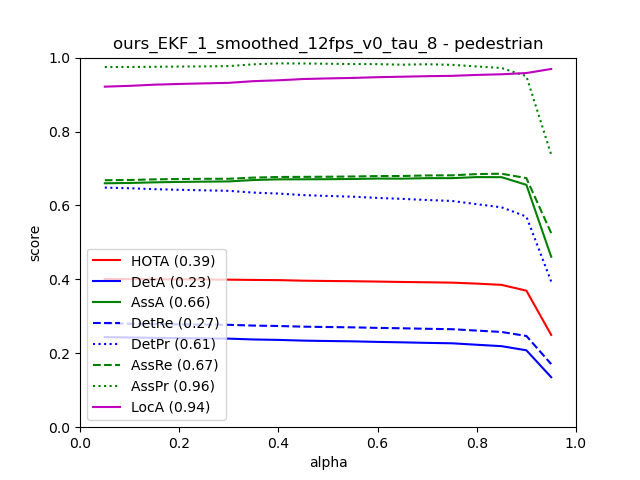 ours_EKF_1_smoothed_12fps_v0_tau_8 - pedestrian
1.0
0.8
0.6
0.4
0.2
0.0
score
HOTA (0.39)
DetA (0.23)
AssA (0.66)
DetRe (0.27)
DetPr (0.61)
AssRe (0.67)
AssPr (0.96)
LocA (0.94)
0.0 0.2 0.4 0.6 0.8 1.0
alpha